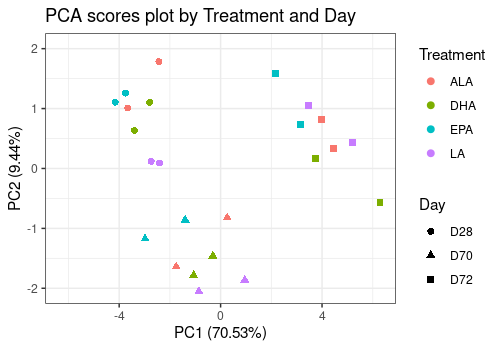 PCA scores plot by Treatment and Day
2
1
0
-1
-2
PC2 (9.44%)
-4
0
4
PC1 (70.53%)
Treatment
ALA
DHA
EPA
LA
Day
D28
D70
D72